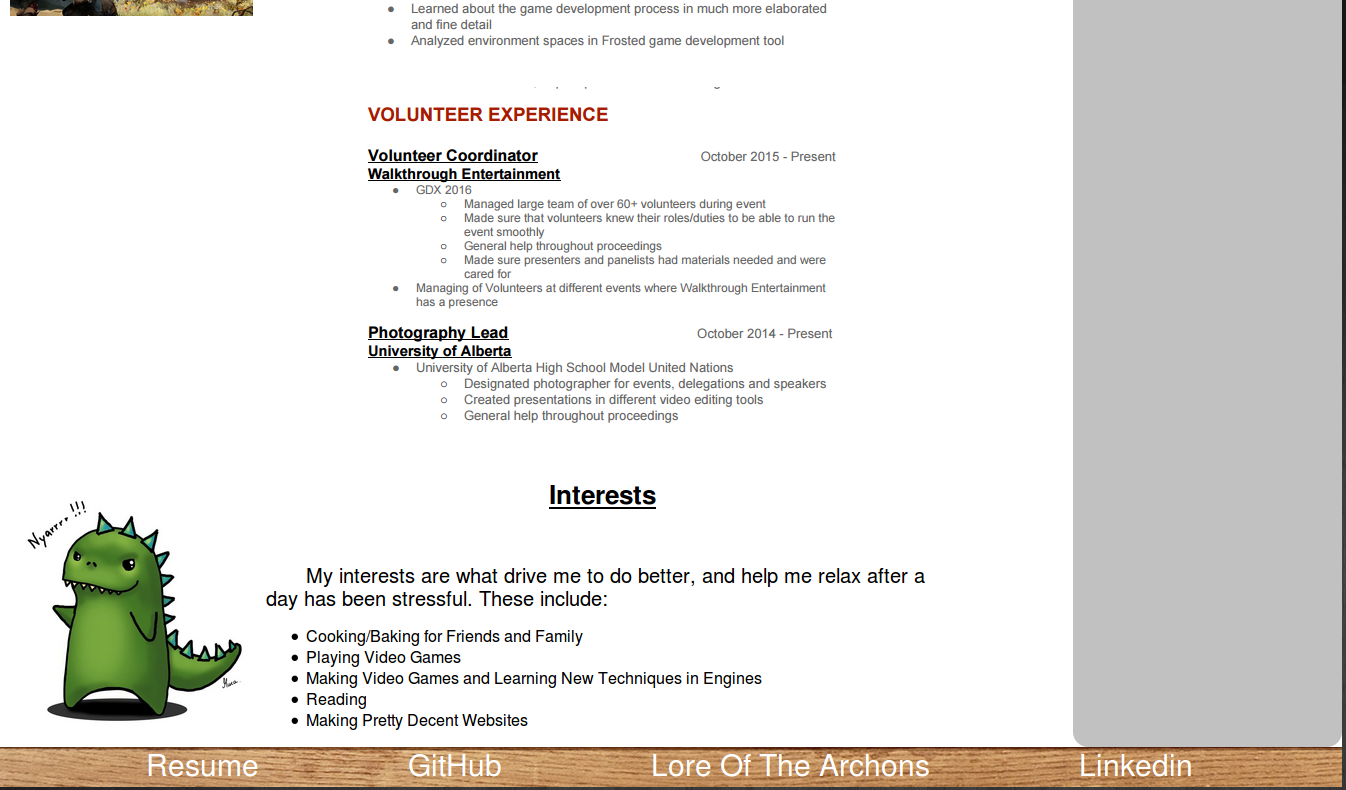 Learned about the game development process in much more elaborated
and fine detail
Analyzed environment spaces in Frosted game development tool
VOLUNTEER EXPERIENCE
Volunteer Coordinator October 2015 - Present
Walkthrough Entertainment
GDX 2016
Managed large team of over 60+ volunteers during event
Made sure that volunteers knew their roles/duties to be able to run the
event smoothly
General help throughout proceedings
Made sure presenters and panelists had materials needed and were
cared for
Managing of Volunteers at different events where Walkthrough Entertainment
has a presence
Photography Lead October 2014 - Present
University of Alberta
University of Alberta High School Model United Nations
Designated photographer for events, delegations and speakers
Created presentations in different video editing tools
General help throughout proceedings
Interests
Nyarrrr!!!
My interests are what drive me to do better, and help me relax after a
day has been stressful. These include:
Cooking/Baking for Friends and Family
Playing Video Games
Making Video Games and Learning New Techniques in Engines
Reading
Making Pretty Decent Websites
Resume GitHub Lore Of The Archons Linkedin